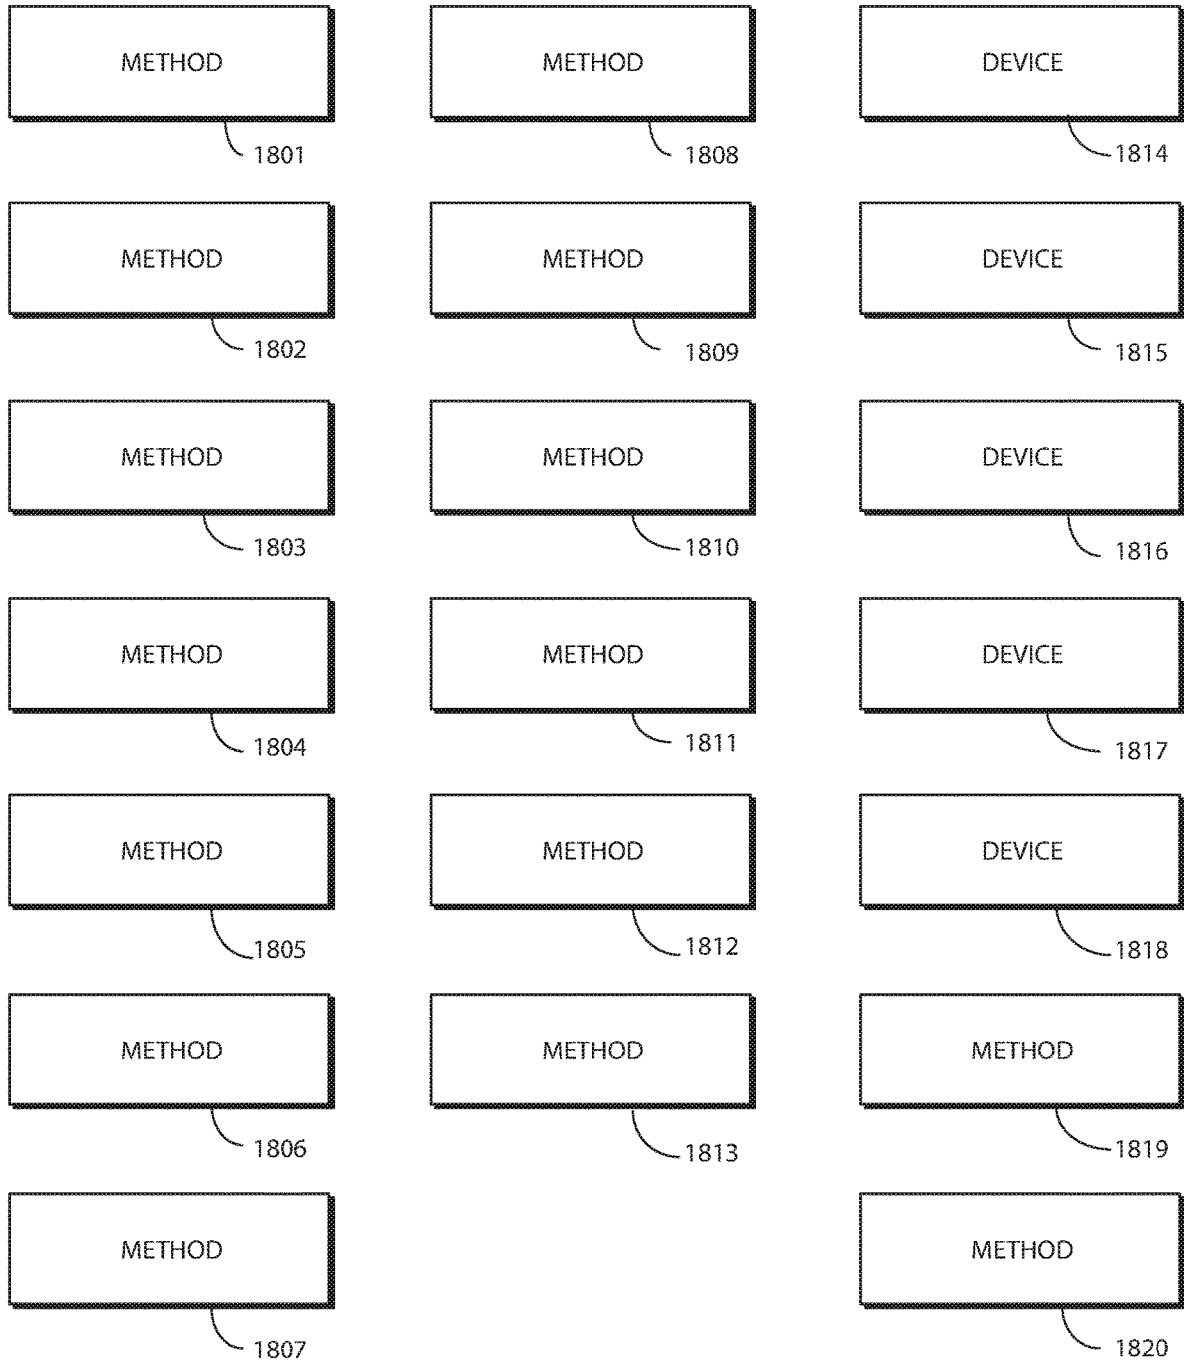 METHOD
1801
METHOD
1802
METHOD
1803
METHOD
1804
METHOD
1805
METHOD
1806
METHOD
1807
METHOD
1808
METHOD
1809
METHOD
1810
METHOD
1811
METHOD
1812
METHOD
1813
DEVICE
1814
DEVICE
1815
DEVICE
1816
DEVICE
1817
DEVICE
1818
METHOD
1819
METHOD
1820